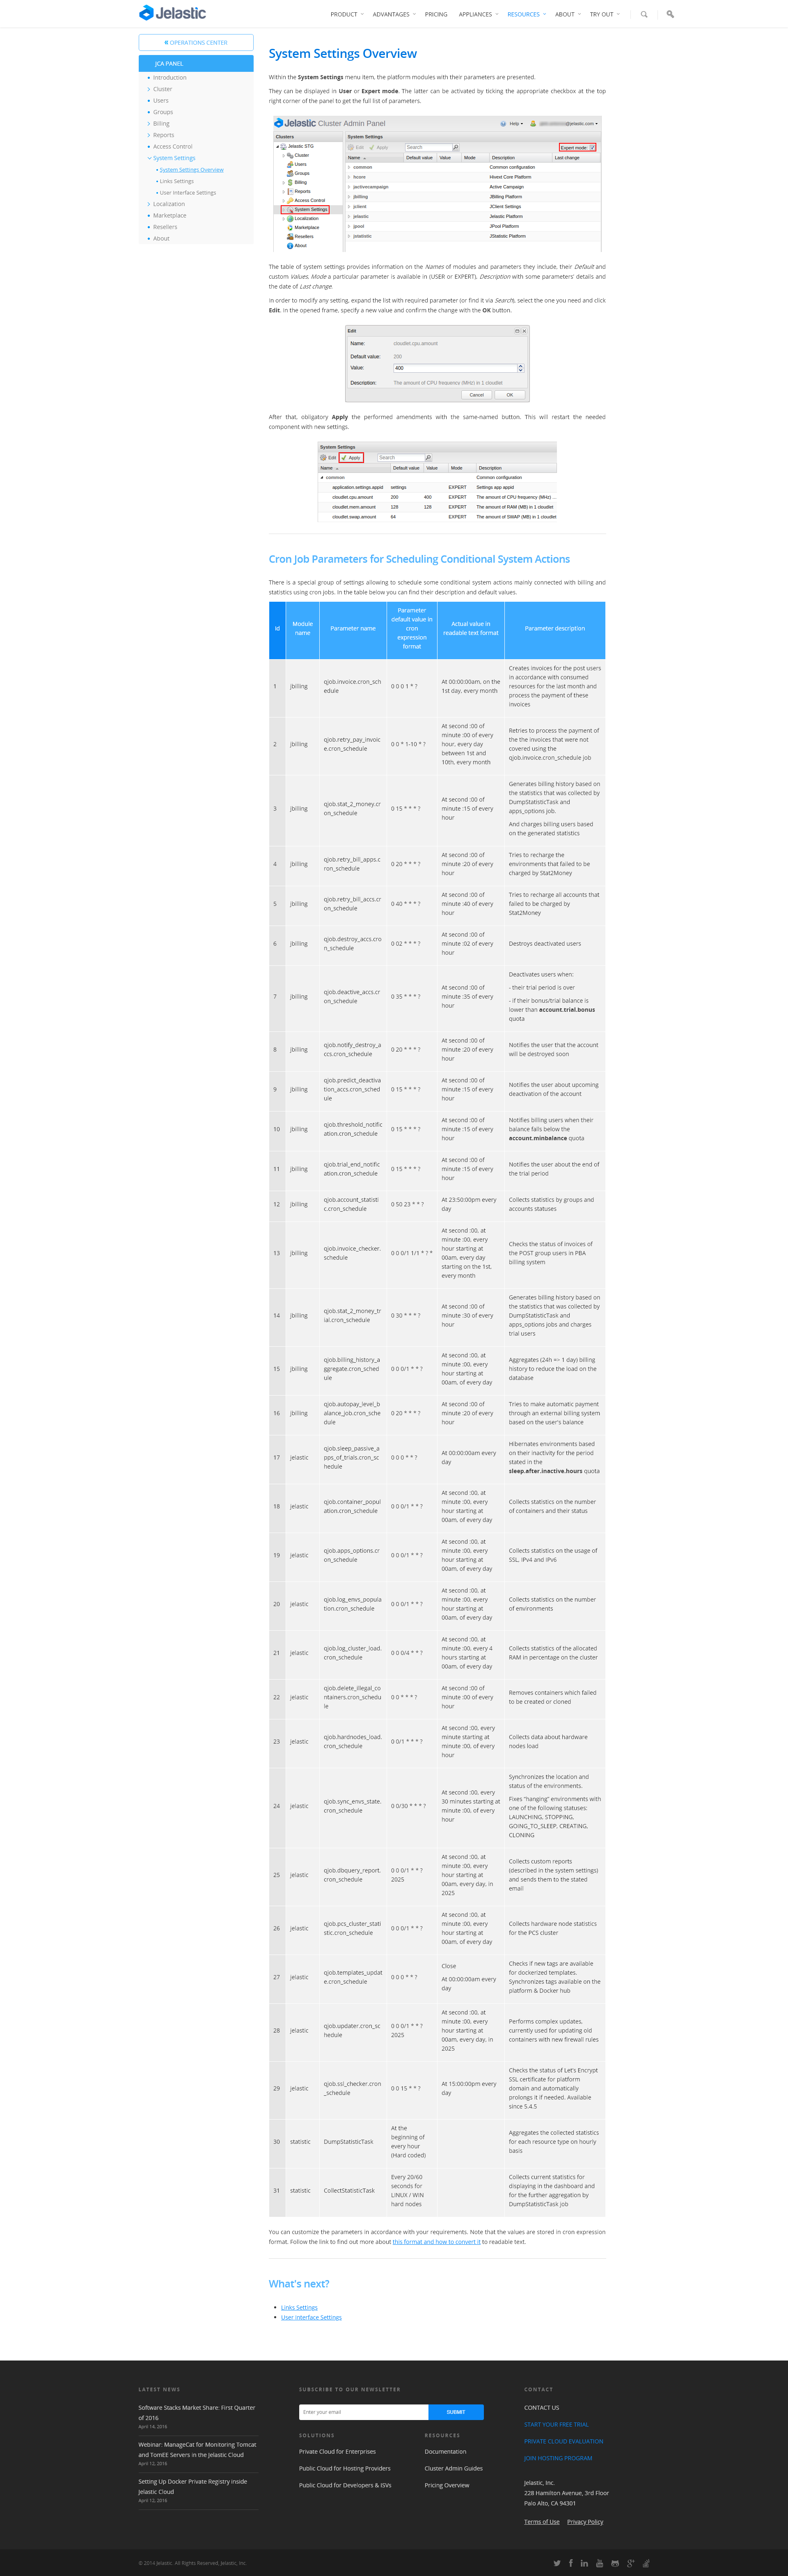 Jelastic
PRODUCT
ADVANTAGES
PRICING
APPLIANCES
RESOURCES
ABOUT
TRY OUT
« OPERATIONS CENTER
JCA PANEL
Introduction
Cluster
Users
Groups
Billing
Reports
Access Control
System Settings
System Settings Overview
Links Settings
User Interface Settings
Localization
Marketplace
Resellers
About
System Settings Overview
Within the System Settings menu item, the platform modules with their parameters are presented.
They can be displayed in User or Expert mode. The latter can be activated by ticking the appropriate checkbox at the top
right corner of the panel to get the full list of parameters.
Jelastic Cluster Admin Panel
Help
@jelastic.com
Clusters
System Settings
Jelastic STG
Edit Apply Search Expert mode:
Name Default value Value Mode Description Last change
Cluster
Users
Groups
Billing
Reports
Access Control
System Settings
Localization
Marketplace
Resellers
About
common Common configuration
hcore Hivext Core Platform
jactivecampaign Active Campaign
jbilling JBilling Platform
jclient JClient Settings
jelastic Jelastic Platform
jpool JPool Platform
jstatistic JStatistic Platform
The table of system settings provides information on the Names of modules and parameters they include, their Default and
custom Values, Mode a particular parameter is available in (USER or EXPERT), Description with some parameters' details and
the date of Last change.
In order to modify any setting, expand the list with required parameter (or find it via Search), select the one you need and click
Edit. In the opened frame, specify a new value and confirm the change with the OK button.
Edit
Name: cloudlet.cpu.amount
Default value: 200
Value: 400
Description: The amount of CPU frequency (MHz) in 1 cloudlet
Cancel OK
After that, obligatory Apply the performed amendments with the same-named button. This will restart the needed
component with new settings.
System Settings
Edit Apply Search
Name Default value Value Mode Description
common Common configuration
application.settings.appid settings EXPERT Settings app appid
cloudlet.cpu.amount 200 400 EXPERT The amount of CPU frequency (MHz) ...
cloudlet.mem.amount 128 128 EXPERT The amount of RAM (MB) in 1 cloudlet
cloudlet.swap.amount 64 EXPERT The amount of SWAP (MB) in 1 cloudlet
Cron Job Parameters for Scheduling Conditional System Actions
There is a special group of settings allowing to schedule some conditional system actions mainly connected with billing and
statistics using cron jobs. In the table below you can find their description and default values.
Id Module name Parameter name Parameter default value in cron expression format Actual value in readable text format Parameter description
1 jbilling qjob.invoice.cron_schedule 0 0 0 1 * ? At 00:00:00am, on the 1st day, every month Creates invoices for the post users in accordance with consumed resources for the last month and process the payment of these invoices
2 jbilling qjob.retry_pay_invoice.cron_schedule 0 0 * 1-10 * ? At second :00 of minute :00 of every hour, every day between 1st and 10th, every month Retries to process the payment of the the invoices that were not covered using the qjob.invoice.cron_schedule job
3 jbilling qjob.stat_2_money.cron_schedule 0 15 * * * ? At second :00 of minute :15 of every hour Generates billing history based on the statistics that was collected by DumpStatisticTask and apps_options job.
And charges billing users based on the generated statistics
4 jbilling qjob.retry_bill_apps.cron_schedule 0 20 * * * ? At second :00 of minute :20 of every hour Tries to recharge the environments that failed to be charged by Stat2Money
5 jbilling qjob.retry_bill_accs.cron_schedule 0 40 * * * ? At second :00 of minute :40 of every hour Tries to recharge all accounts that failed to be charged by Stat2Money
6 jbilling qjob.destroy_accs.cron_schedule 0 02 * * * ? At second :00 of minute :02 of every hour Destroys deactivated users
7 jbilling qjob.deactive_accs.cron_schedule 0 35 * * * ? At second :00 of minute :35 of every hour Deactivates users when:
- their trial period is over
- if their bonus/trial balance is lower than account.trial.bonus quota
8 jbilling qjob.notify_destroy_accs.cron_schedule 0 20 * * * ? At second :00 of minute :20 of every hour Notifies the user that the account will be destroyed soon
9 jbilling qjob.predict_deactivation_accs.cron_schedule 0 15 * * * ? At second :00 of minute :15 of every hour Notifies the user about upcoming deactivation of the account
10 jbilling qjob.threshold_notification.cron_schedule 0 15 * * * ? At second :00 of minute :15 of every hour Notifies billing users when their balance falls below the account.minbalance quota
11 jbilling qjob.trial_end_notification.cron_schedule 0 15 * * * ? At second :00 of minute :15 of every hour Notifies the user about the end of the trial period
12 jbilling qjob.account_statistic.cron_schedule 0 50 23 * * ? At 23:50:00pm every day Collects statistics by groups and accounts statuses
13 jbilling qjob.invoice_checker.schedule 0 0 0/1 1/1 * ? * At second :00, at minute :00, every hour starting at 00am, every day starting on the 1st, every month Checks the status of invoices of the POST group users in PBA billing system
14 jbilling qjob.stat_2_money_trial.cron_schedule 0 30 * * * ? At second :00 of minute :30 of every hour Generates billing history based on the statistics that was collected by DumpStatisticTask and apps_options jobs and charges trial users
15 jbilling qjob.billing_history_aggregate.cron_schedule 0 0 0/1 * * ? At second :00, at minute :00, every hour starting at 00am, of every day Aggregates (24h => 1 day) billing history to reduce the load on the database
16 jbilling qjob.autopay_level_balance_job.cron_schedule 0 20 * * * ? At second :00 of minute :20 of every hour Tries to make automatic payment through an external billing system based on the user's balance
17 jelastic qjob.sleep_passive_apps_of_trials.cron_schedule 0 0 0 * * ? At 00:00:00am every day Hibernates environments based on their inactivity for the period stated in the sleep.after.inactive.hours quota
18 jelastic qjob.container_population.cron_schedule 0 0 0/1 * * ? At second :00, at minute :00, every hour starting at 00am, of every day Collects statistics on the number of containers and their status
19 jelastic qjob.apps_options.cron_schedule 0 0 0/1 * * ? At second :00, at minute :00, every hour starting at 00am, of every day Collects statistics on the usage of SSL, IPv4 and IPv6
20 jelastic qjob.log_envs_population.cron_schedule 0 0 0/1 * * ? At second :00, at minute :00, every hour starting at 00am, of every day Collects statistics on the number of environments
21 jelastic qjob.log_cluster_load.cron_schedule 0 0 0/4 * * ? At second :00, at minute :00, every 4 hours starting at 00am, of every day Collects statistics of the allocated RAM in percentage on the cluster
22 jelastic qjob.delete_illegal_containers.cron_schedule 0 0 * * * ? At second :00 of minute :00 of every hour Removes containers which failed to be created or cloned
23 jelastic qjob.hardnodes_load.cron_schedule 0 0/1 * * * ? At second :00, every minute starting at minute :00, of every hour Collects data about hardware nodes load
24 jelastic qjob.sync_envs_state.cron_schedule 0 0/30 * * * ? At second :00, every 30 minutes starting at minute :00, of every hour Synchronizes the location and status of the environments.
Fixes "hanging" environments with one of the following statuses: LAUNCHING, STOPPING, GOING_TO_SLEEP, CREATING, CLONING
25 jelastic qjob.dbquery_report.cron_schedule 0 0 0/1 * * ? 2025 At second :00, at minute :00, every hour starting at 00am, every day, in 2025 Collects custom reports (described in the system settings) and sends them to the stated email
26 jelastic qjob.pcs_cluster_statistic.cron_schedule 0 0 0/1 * * ? At second :00, at minute :00, every hour starting at 00am, of every day Collects hardware node statistics for the PCS cluster
27 jelastic qjob.templates_update.cron_schedule 0 0 0 * * ? Close
At 00:00:00am every day Checks if new tags are available for dockerized templates. Synchronizes tags available on the platform & Docker hub
28 jelastic qjob.updater.cron_schedule 0 0 0/1 * * ? 2025 At second :00, at minute :00, every hour starting at 00am, every day, in 2025 Performs complex updates, currently used for updating old containers with new firewall rules
29 jelastic qjob.ssl_checker.cron_schedule 0 0 15 * * ? At 15:00:00pm every day Checks the status of Let's Encrypt SSL certificate for platform domain and automatically prolongs it if needed. Available since 5.4.5
30 statistic DumpStatisticTask At the beginning of every hour (Hard coded) Aggregates the collected statistics for each resource type on hourly basis
31 statistic CollectStatisticTask Every 20/60 seconds for LINUX / WIN hard nodes Collects current statistics for displaying in the dashboard and for the further aggregation by DumpStatisticTask job
You can customize the parameters in accordance with your requirements. Note that the values are stored in cron expression
format. Follow the link to find out more about this format and how to convert it to readable text.
What's next?
Links Settings
User Interface Settings
LATEST NEWS
Software Stacks Market Share: First Quarter
of 2016
April 14, 2016
Webinar: ManageCat for Monitoring Tomcat
and TomEE Servers in the Jelastic Cloud
April 12, 2016
Setting Up Docker Private Registry inside
Jelastic Cloud
April 12, 2016
SUBSCRIBE TO OUR NEWSLETTER
Enter your email
SUBMIT
SOLUTIONS
Private Cloud for Enterprises
Public Cloud for Hosting Providers
Public Cloud for Developers & ISVs
RESOURCES
Documentation
Cluster Admin Guides
Pricing Overview
CONTACT
CONTACT US
START YOUR FREE TRIAL
PRIVATE CLOUD EVALUATION
JOIN HOSTING PROGRAM
Jelastic, Inc.
228 Hamilton Avenue, 3rd Floor
Palo Alto, CA 94301
Terms of Use Privacy Policy
© 2014 Jelastic. All Rights Reserved, Jelastic, Inc.